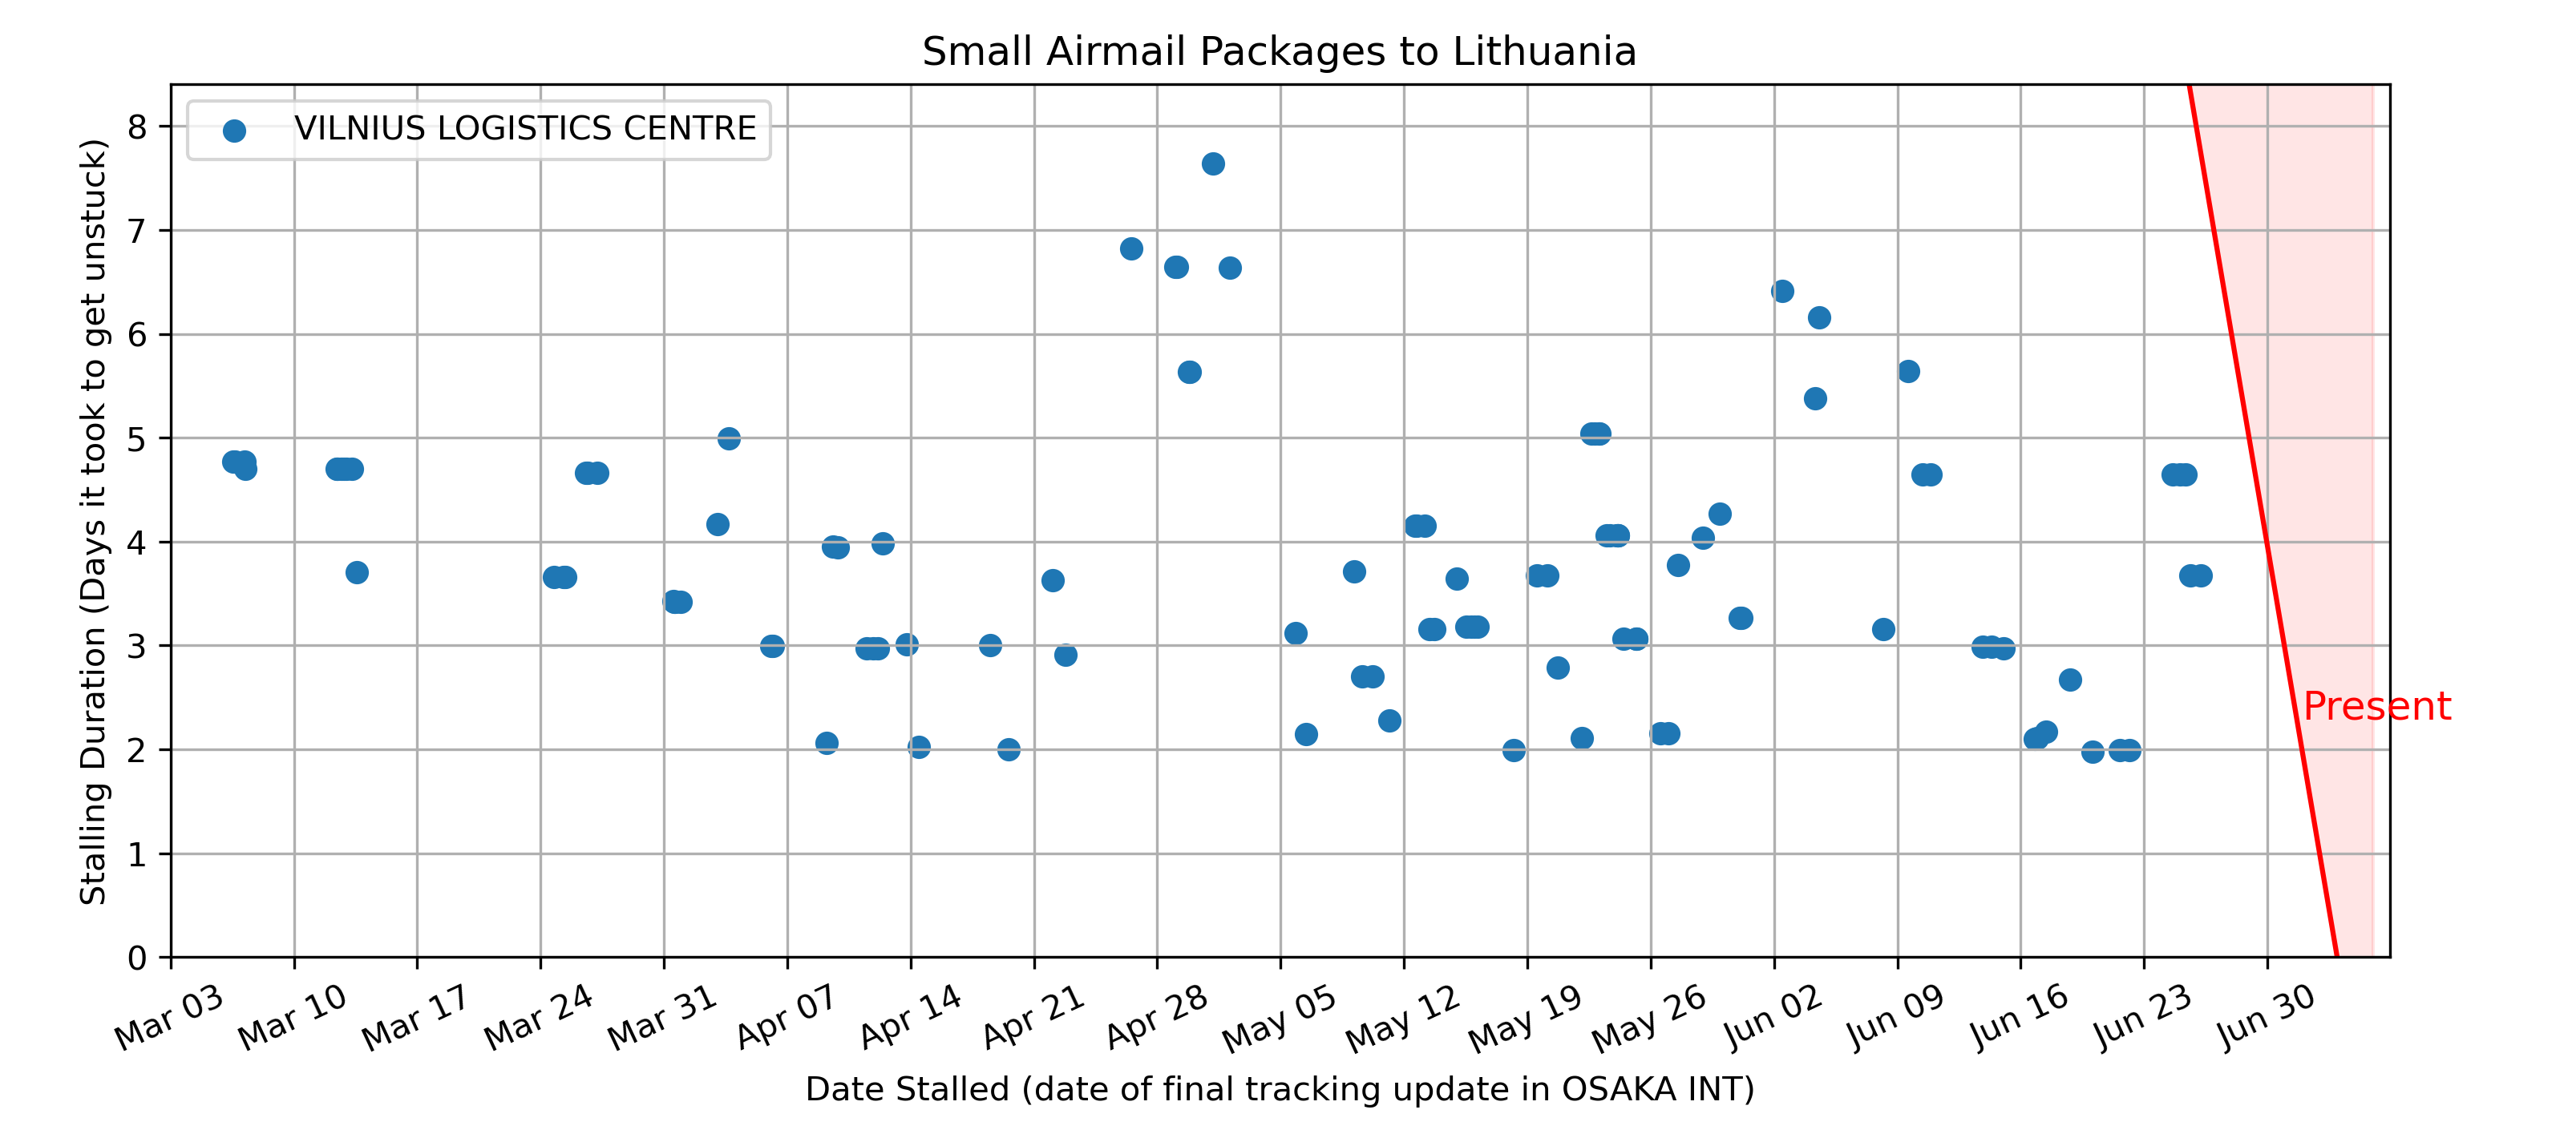 Small Airmail Packages to Lithuania
VILNIUS LOGISTICS CENTRE
Stalling Duration (Days it took to get unstuck)
8
7
6
5
4
3
2
1
0
Present
Mar 03
Mar 10
Mar 17
Mar 24
Mar 31
Apr 07
Apr 14
Apr 21
Apr 28
May 05
May 12
May 19
May 26
Jun 02
Jun 09
Jun 16
Jun 23
Jun 30
Date Stalled (date of final tracking update in OSAKA INT)